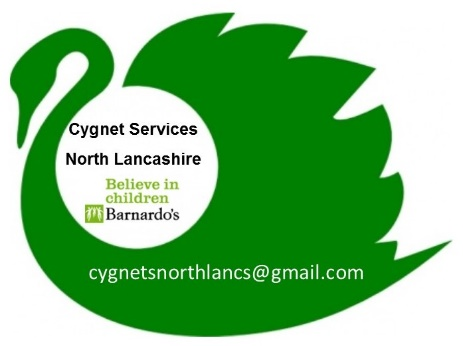 Cygnet Services
North Lancashire
Believe in
children
Barnardo's
cygnetsnorthlancs@gmail.com